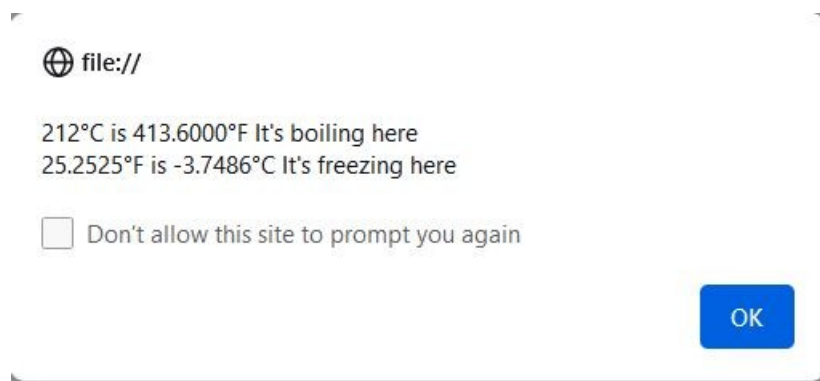 file://
212°C is 413.6000°F It's boiling here
25.2525°F is -3.7486°C It's freezing here
Don't allow this site to prompt you again
OK